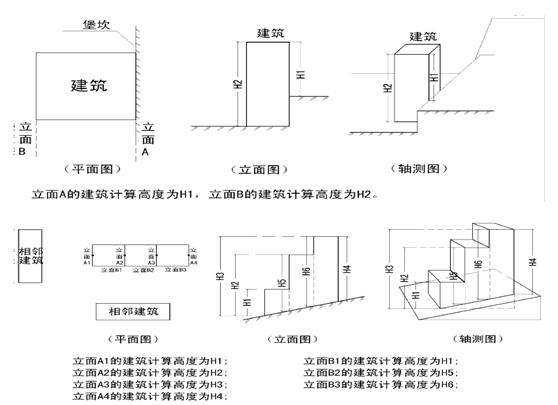 堡坎
建筑
立面B
立面A
（平面图）
建筑
H2
H1
（立面图）
建筑
H2
H1
（轴测图）
立面A的建筑计算高度为H1，立面B的建筑计算高度为H2。
相邻建筑
立面A1
立面A2
立面A3
立面A4
立面B1
立面B2
立面B3
相邻建筑
（平面图）
H3
H2
H1
H5
H6
H4
（立面图）
H3
H2
H1
H5
H6
H4
（轴测图）
立面A1的建筑计算高度为H1;
立面A2的建筑计算高度为H2;
立面A3的建筑计算高度为H3;
立面A4的建筑计算高度为H4;
立面B1的建筑计算高度为H1;
立面B2的建筑计算高度为H5;
立面B3的建筑计算高度为H6;